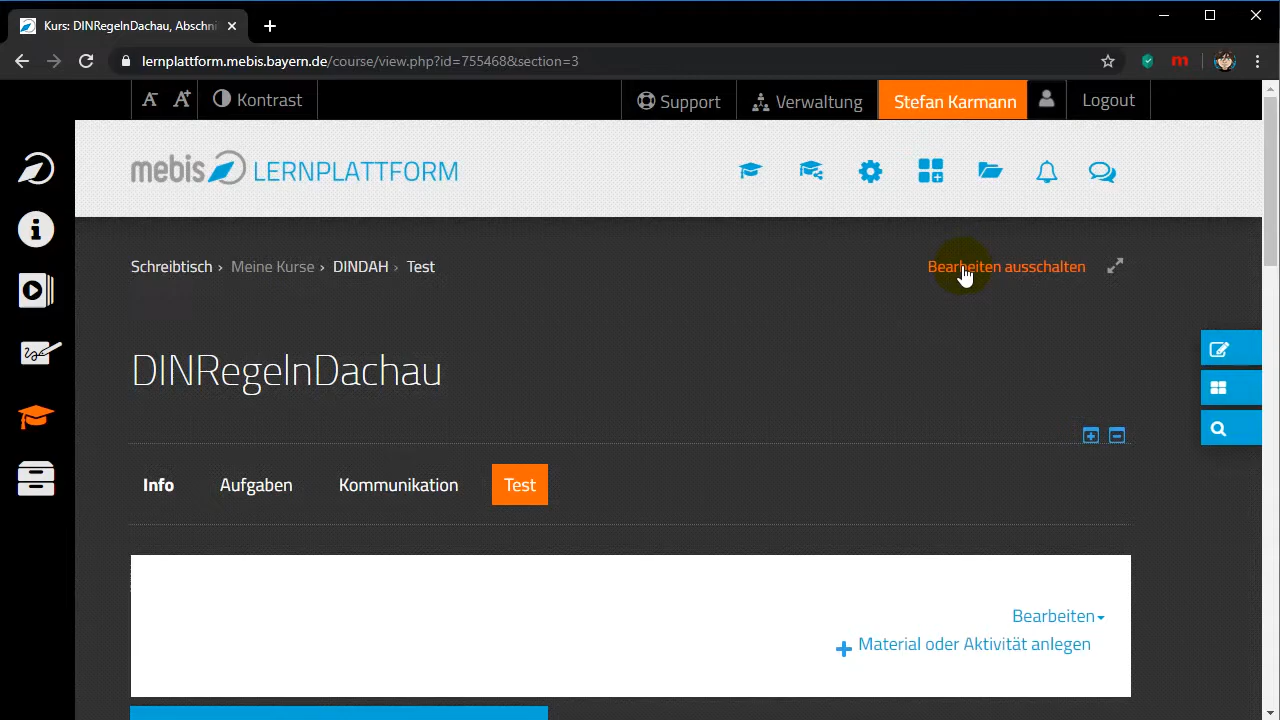 Kurs: DINRegelnDachau, Abschni
lernplattform.mebis.bayern.de/course/view.php?id=755468&section=3
A- A+ Kontrast Support Verwaltung Stefan Karmann Logout
mebis LERNPLATTFORM
Schreibtisch › Meine Kurse › DINDAH › Test Bearbeiten ausschalten
DINRegelnDachau
Info Aufgaben Kommunikation Test
Bearbeiten
Material oder Aktivität anlegen